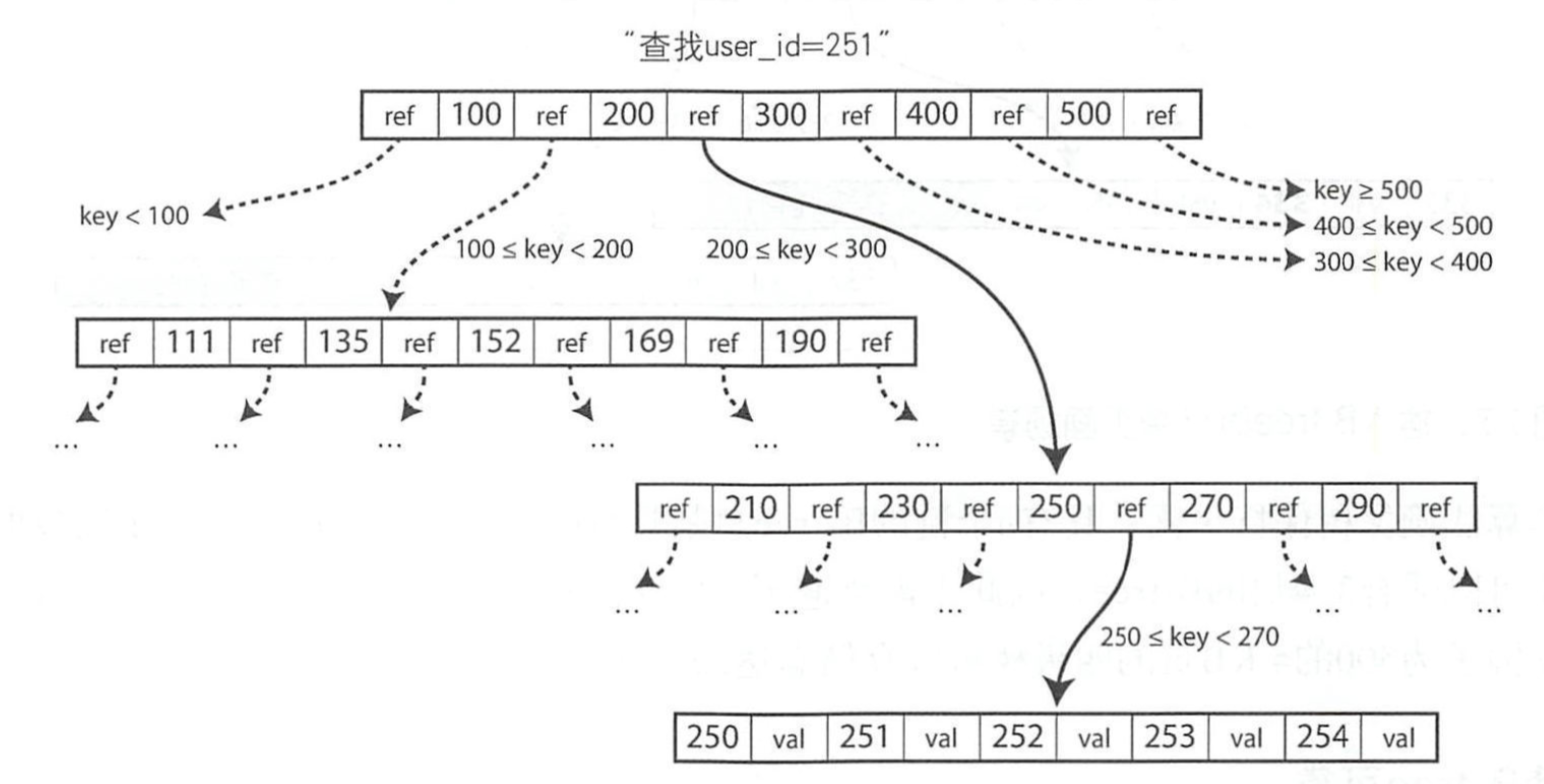 “查找user_id=251”
ref 100 ref 200 ref 300 ref 400 ref 500 ref
key ≥ 500
key < 100
400 ≤ key < 500
100 ≤ key < 200
200 ≤ key < 300
300 ≤ key < 400
ref 111 ref 135 ref 152 ref 169 ref 190 ref
... ... ... ... ... ...
ref 210 ref 230 ref 250 ref 270 ref 290 ref
... ... ... ... ...
250 ≤ key < 270
250 val 251 val 252 val 253 val 254 val